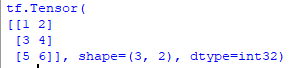 tf.Tensor(
[[1 2]
 [3 4]
 [5 6]], shape=(3, 2), dtype=int32)